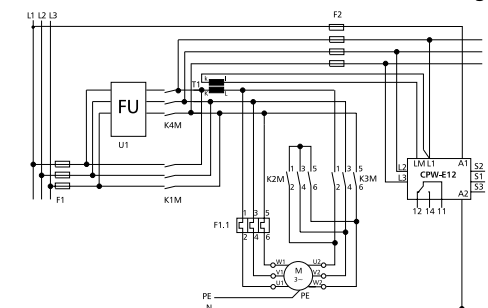 F2
L1 L2 L3
T1
k l
K L
FU
U1
K4M
LM L1 A1
CPW-E12
L2
L3
S2
S1
S3
A2
12 14 11
1 3 5
K2M
2 4 6
1 3 5
K3M
2 4 6
F1
K1M
1 3 5
F1.1
2 4 6
W1
V1
U1
M
3~
U2
V2
W2
PE
PE
N